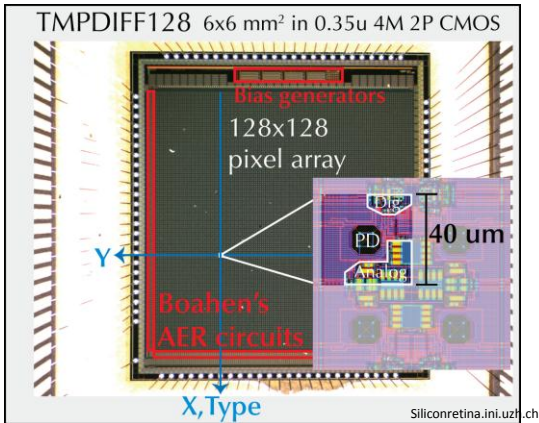 TMPDIFF128 6x6 mm² in 0.35u 4M 2P CMOS
Bias generators
128x128
pixel array
Dig
40 um
PD
Y
Analog
Boahen's
AER circuits
X,Type
Siliconretina.ini.uzh.ch